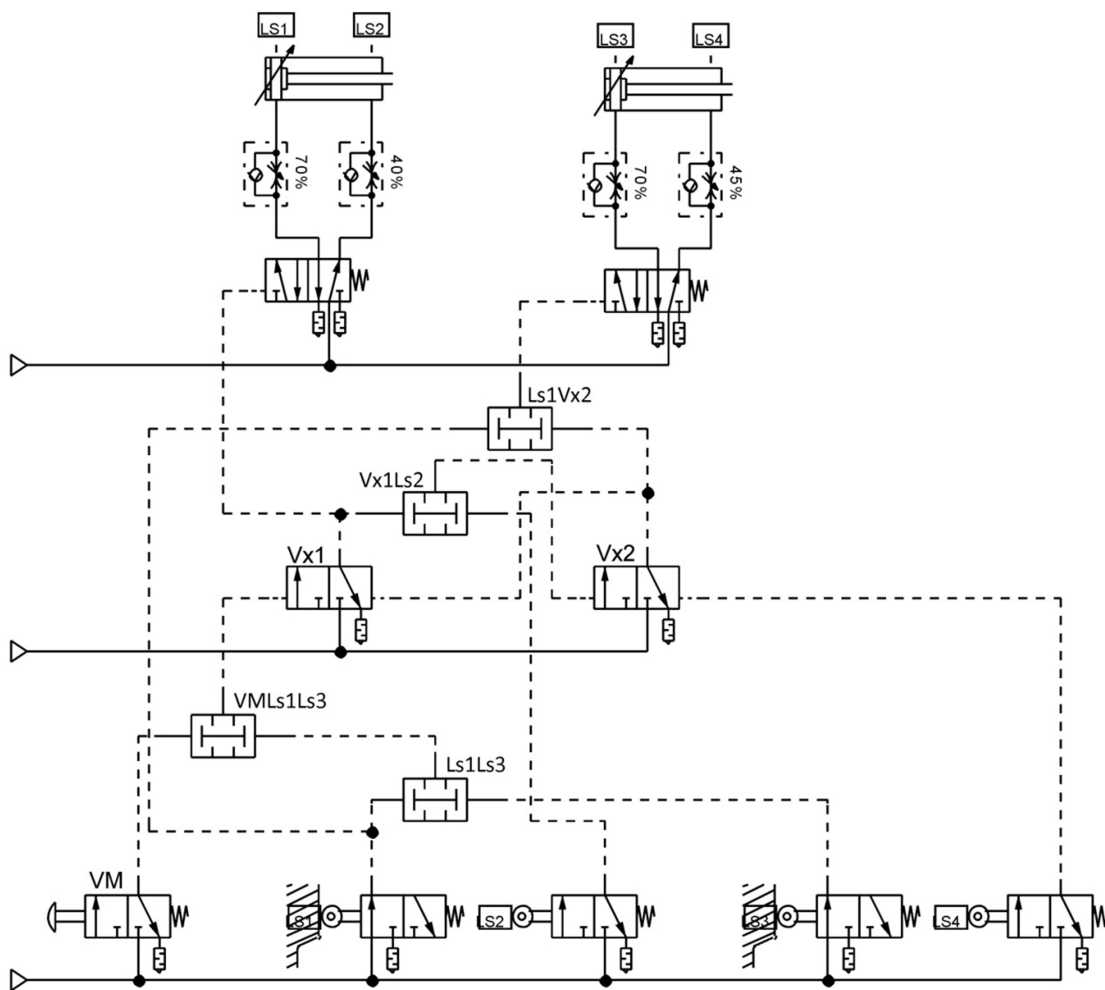 LS1
LS2
LS3
LS4
70%
40%
70%
45%
Ls1Vx2
Vx1Ls2
Vx1
Vx2
VMLs1Ls3
Ls1Ls3
VM
LS1
LS2
LS3
LS4